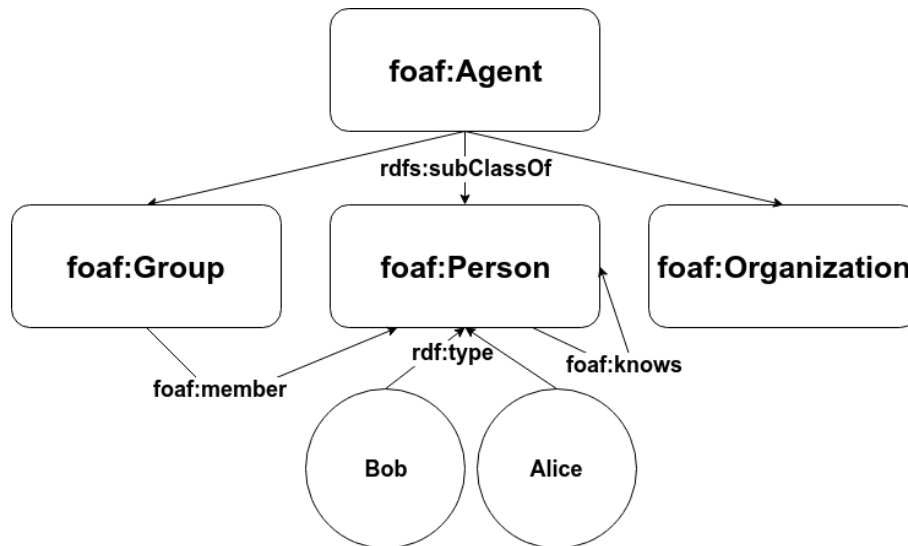 foaf:Agent
rdfs:subClassOf
foaf:Group
foaf:Person
foaf:Organization
rdf:type
foaf:knows
foaf:member
Bob
Alice